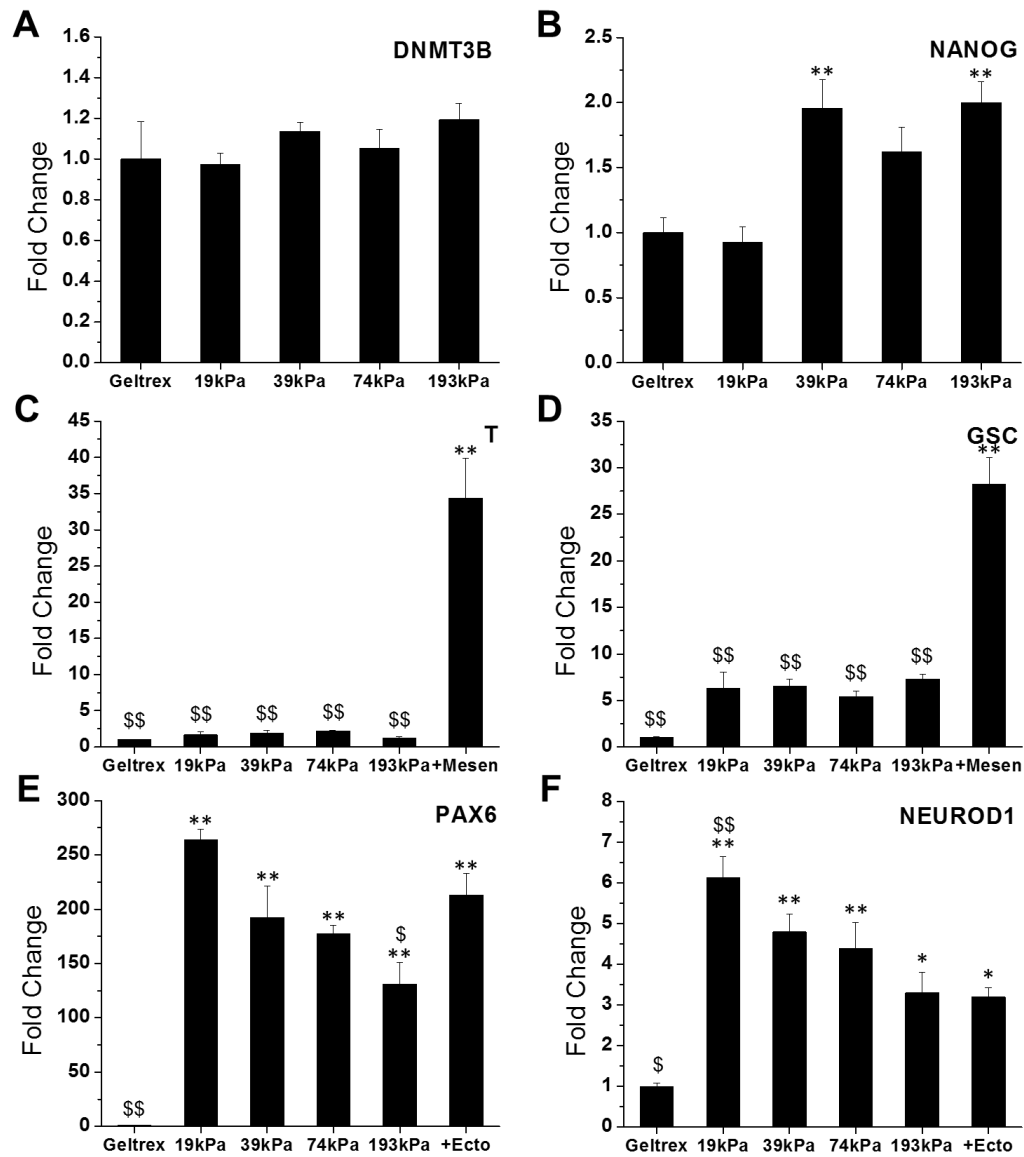 A
DNMT3B
Fold Change
1.6
1.4
1.2
1.0
0.8
0.6
0.4
0.2
0.0
Geltrex 19kPa 39kPa 74kPa 193kPa
B
NANOG
Fold Change
2.5
2.0
1.5
1.0
0.5
0.0
** **
Geltrex 19kPa 39kPa 74kPa 193kPa
C
T
Fold Change
45
40
35
30
25
20
15
10
5
0
**
$$ $$ $$ $$ $$
Geltrex 19kPa 39kPa 74kPa 193kPa +Mesen
D
GSC
Fold Change
35
30
25
20
15
10
5
0
**
$$ $$ $$ $$ $$
Geltrex 19kPa 39kPa 74kPa 193kPa +Mesen
E
PAX6
Fold Change
300
250
200
150
100
50
0
$$ ** ** ** $ ** **
Geltrex 19kPa 39kPa 74kPa 193kPa +Ecto
F
NEUROD1
Fold Change
8
7
6
5
4
3
2
1
0
$ $$ ** ** ** * *
Geltrex 19kPa 39kPa 74kPa 193kPa +Ecto